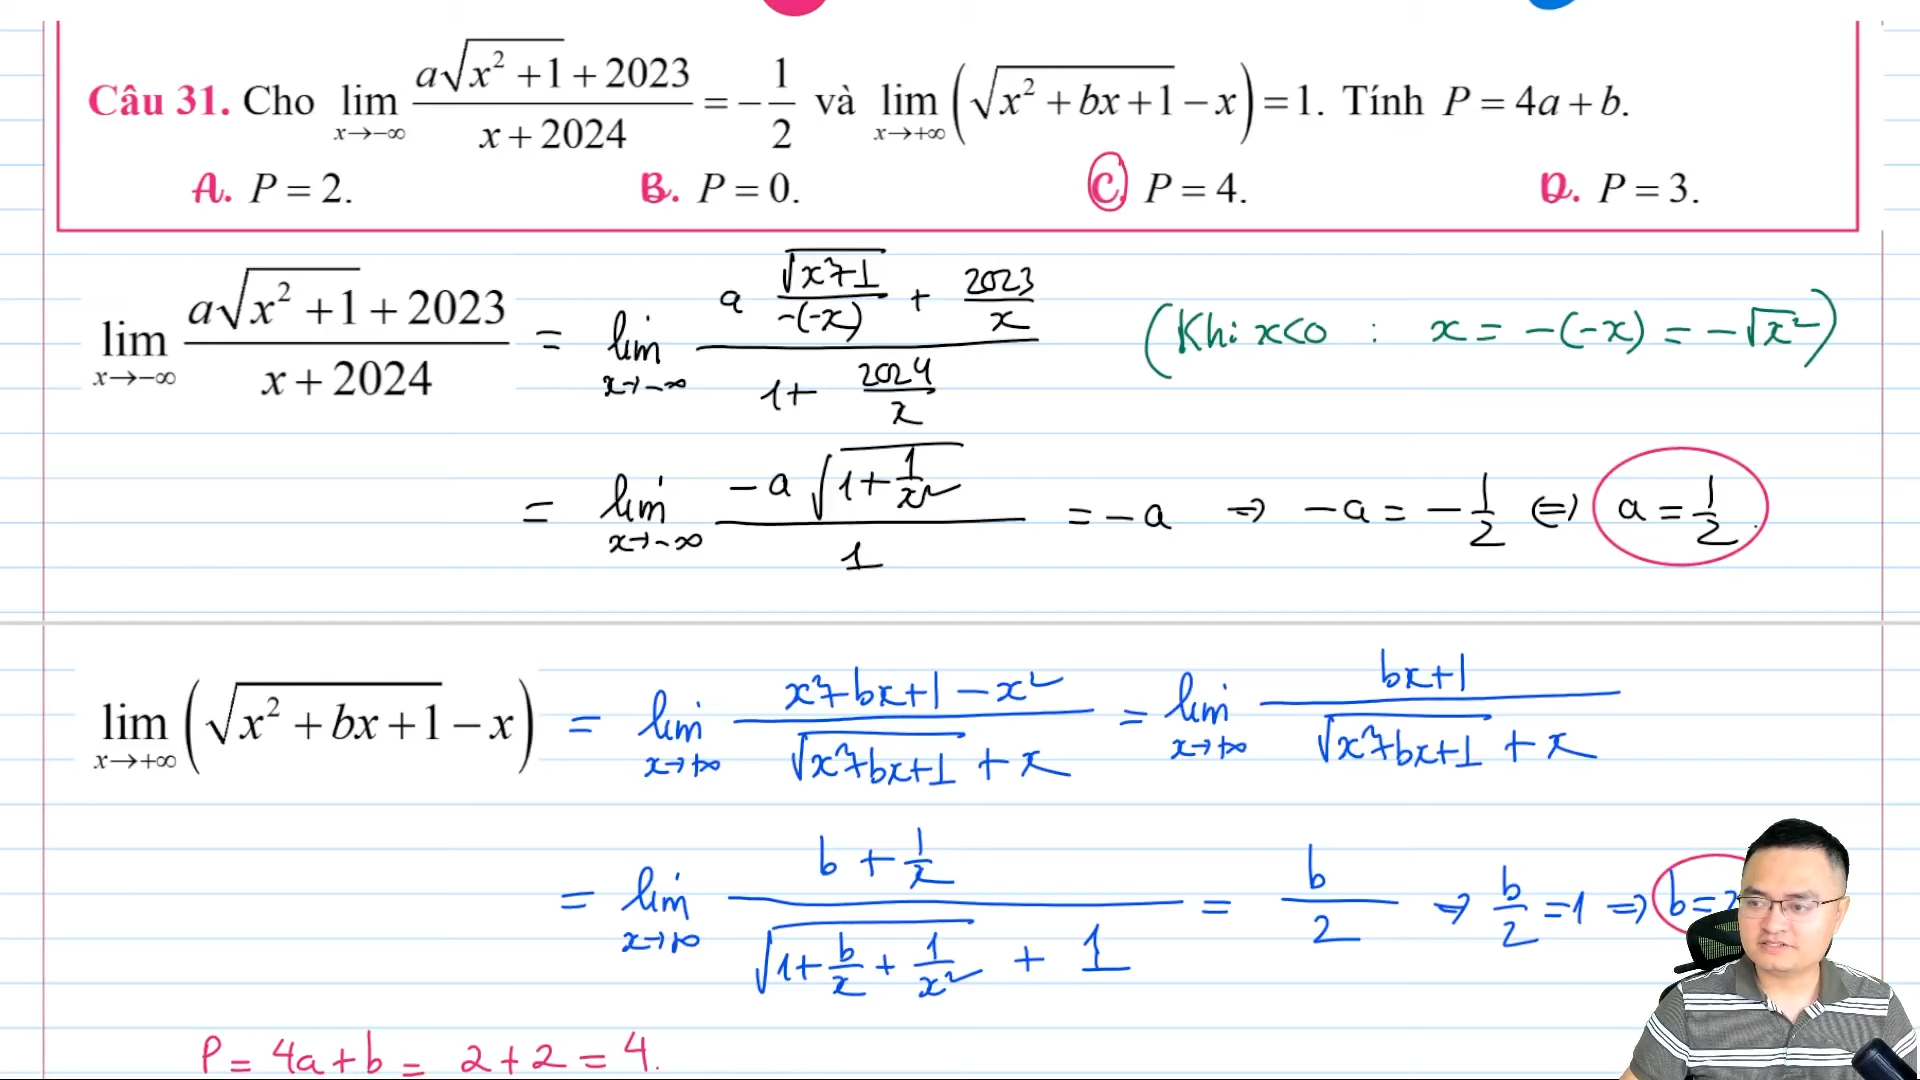 Câu 31. Cho lim_{x→−∞} (a√(x² + 1) + 2023)/(x + 2024) = −1/2 và lim_{x→+∞} (√(x² + bx + 1) − x) = 1. Tính P = 4a + b.
A. P = 2. B. P = 0. C. P = 4. D. P = 3.
lim_{x→−∞} (a√(x² + 1) + 2023)/(x + 2024) = lim_{x→−∞} (a √(x²+1)/(−(−x)) + 2023/x)/(1 + 2024/x) (Khi x<0 : x = −(−x) = −√x²)
= lim_{x→−∞} (−a√(1 + 1/x²))/1 = −a ⇒ −a = −1/2 ⇔ a = 1/2.
lim_{x→+∞} (√(x² + bx + 1) − x) = lim_{x→+∞} (x²+bx+1 − x²)/(√(x²+bx+1) + x) = lim_{x→+∞} (bx+1)/(√(x²+bx+1) + x)
= lim_{x→+∞} (b + 1/x)/(√(1 + b/x + 1/x²) + 1) = b/2 ⇒ b/2 = 1 ⇒ b=2
P = 4a + b = 2 + 2 = 4.